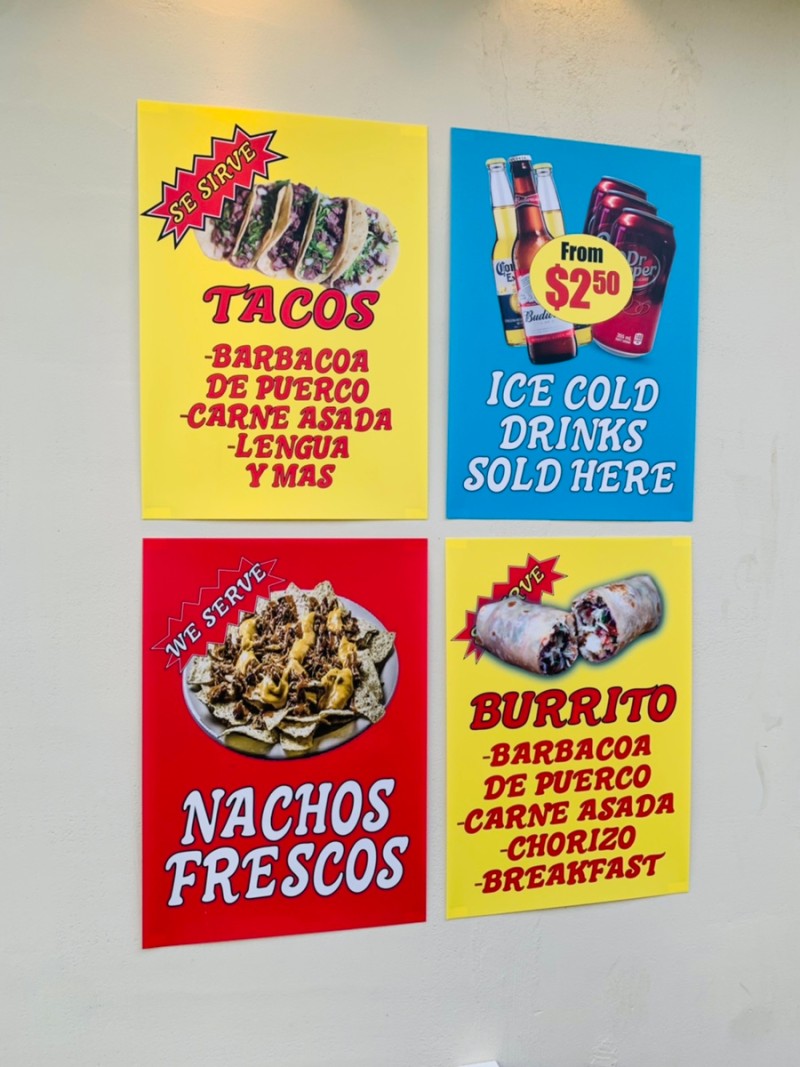 SE SIRVE
TACOS
-BARBACOA
DE PUERCO
-CARNE ASADA
-LENGUA
Y MAS
From
$2.50
Dr
ICE COLD
DRINKS
SOLD HERE
WE SERVE
NACHOS
FRESCOS
BURRITO
-BARBACOA
DE PUERCO
-CARNE ASADA
-CHORIZO
-BREAKFAST